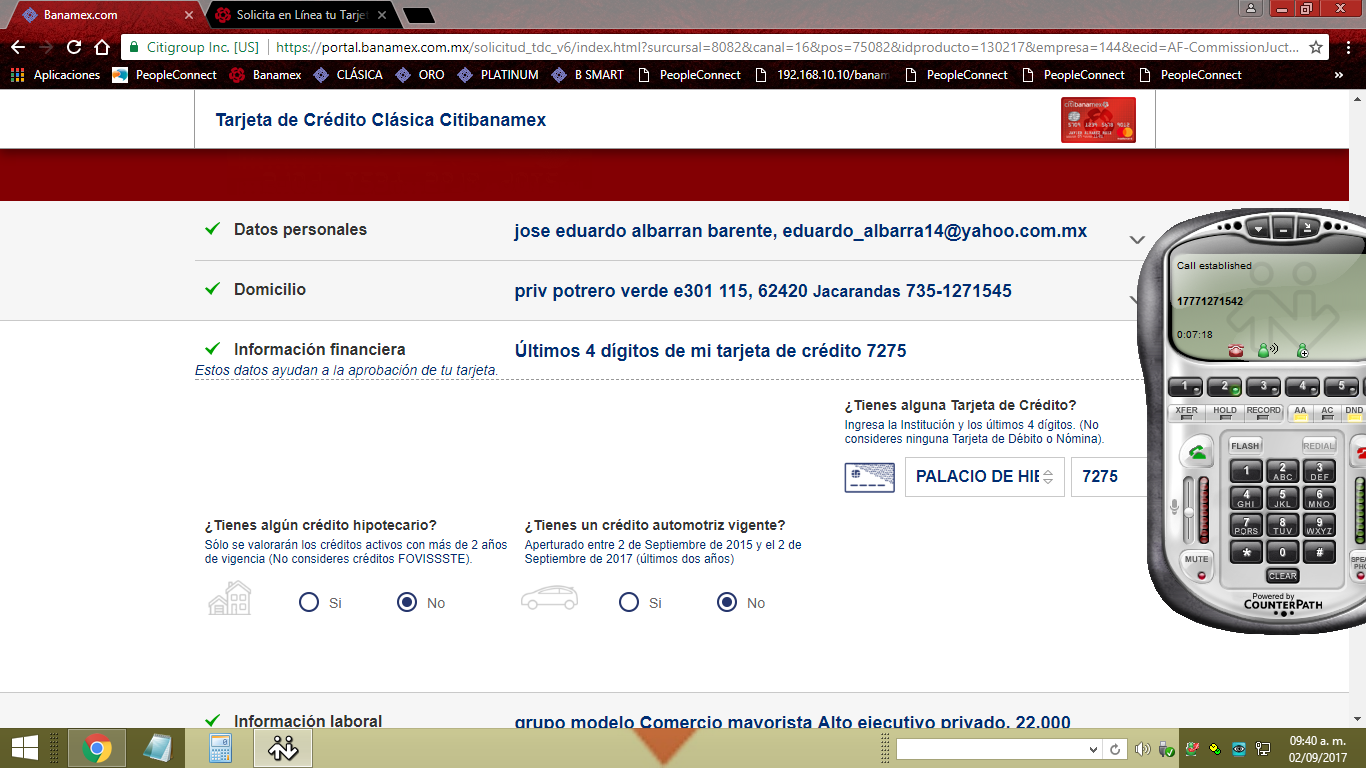 Banamex.com
Solicita en Línea tu Tarjet
Citigroup Inc. [US]
https://portal.banamex.com.mx/solicitud_tdc_v6/index.html?surcursal=8082&canal=16&pos=75082&idproducto=130217&empresa=144&ecid=AF-CommissionJuct...
Aplicaciones PeopleConnect Banamex CLÁSICA ORO PLATINUM B SMART PeopleConnect 192.168.10.10/banam PeopleConnect PeopleConnect PeopleConnect »
Tarjeta de Crédito Clásica Citibanamex
citibanamex
Datos personales
jose eduardo albarran barente, eduardo_albarra14@yahoo.com.mx
Domicilio
priv potrero verde e301 115, 62420 Jacarandas 735-1271545
Información financiera
Últimos 4 dígitos de mi tarjeta de crédito 7275
Estos datos ayudan a la aprobación de tu tarjeta.
¿Tienes alguna Tarjeta de Crédito?
Ingresa la Institución y los últimos 4 dígitos. (No
consideres ninguna Tarjeta de Débito o Nómina).
PALACIO DE HIE
7275
¿Tienes algún crédito hipotecario?
Sólo se valorarán los créditos activos con más de 2 años
de vigencia (No consideres créditos FOVISSSTE).
Si No
¿Tienes un crédito automotriz vigente?
Aperturado entre 2 de Septiembre de 2015 y el 2 de
Septiembre de 2017 (últimos dos años)
Si No
Información laboral
grupo modelo Comercio mayorista Alto ejecutivo privado, 22,000
Call established
17771271542
0:07:18
1 2 3 4 5
XFER HOLD RECORD AA AC DND
FLASH REDIAL
1 2 ABC 3 DEF
4 GHI 5 JKL 6 MNO
7 PQRS 8 TUV 9 WXYZ
* 0 #
MUTE
CLEAR
SPEA
PHO
Powered by
COUNTERPATH
09:40 a. m.
02/09/2017